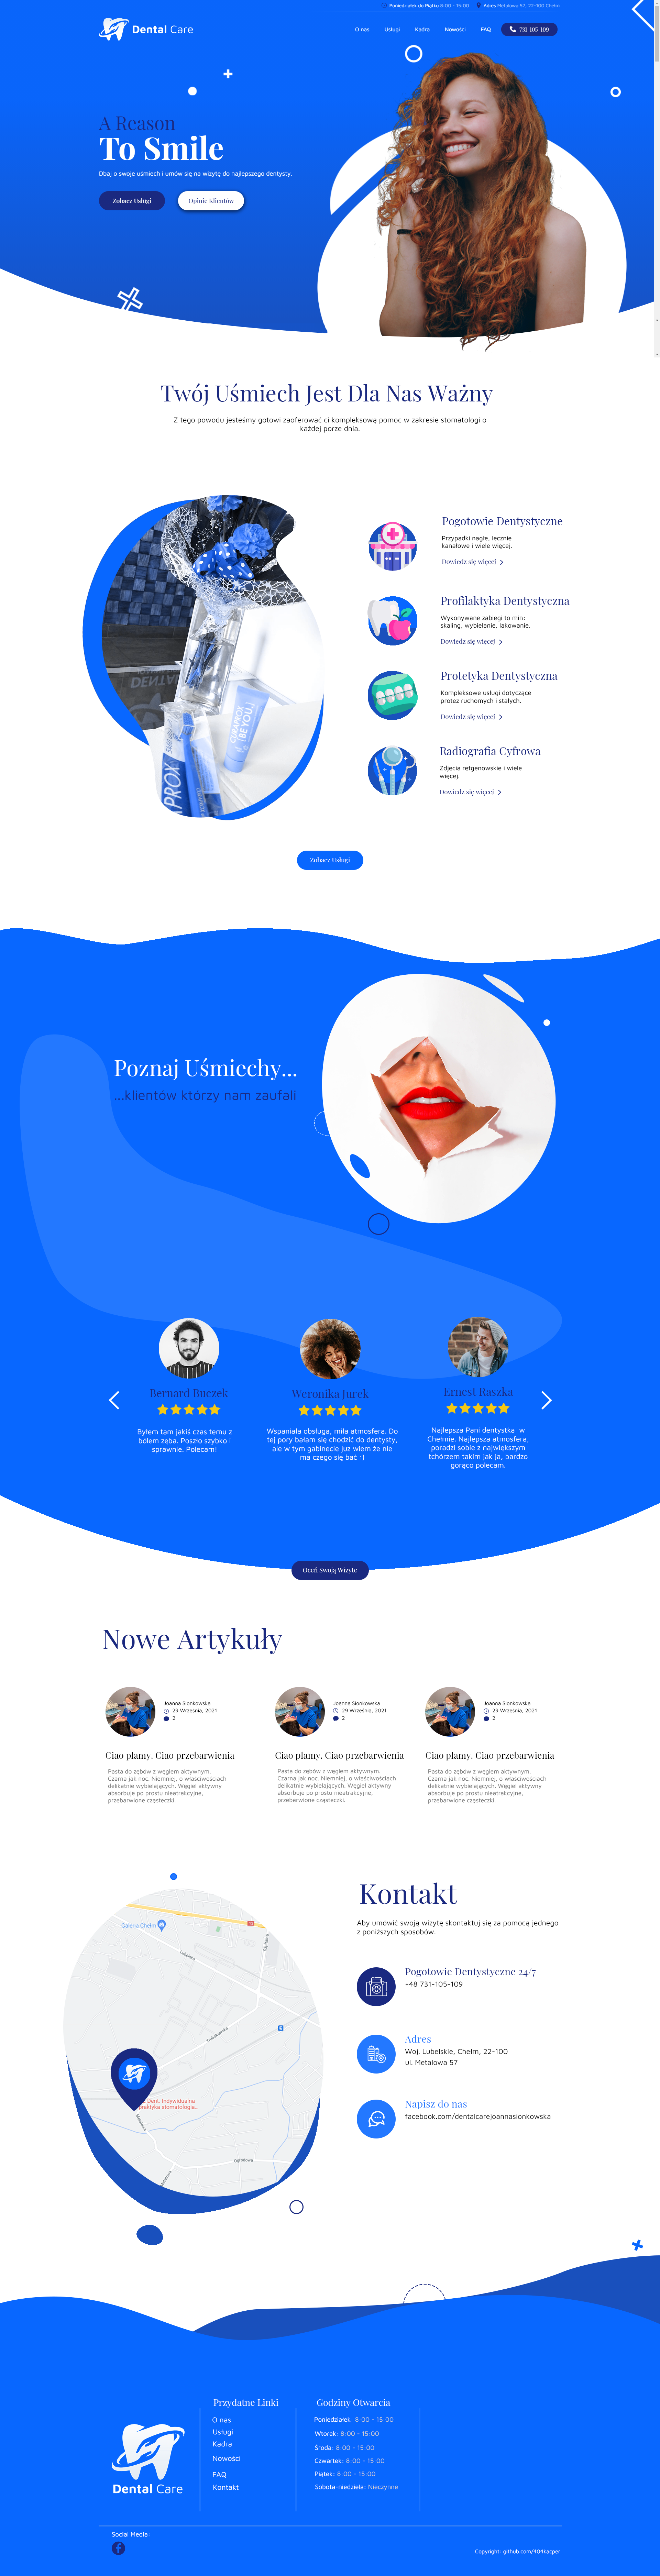 Poniedziałek do Piątku 8:00 - 15:00
Adres Metalowa 57, 22-100 Chełm
Dental Care
O nas
Usługi
Kadra
Nowości
FAQ
731-105-109
A Reason
To Smile
Dbaj o swoje uśmiech i umów się na wizytę do najlepszego dentysty.
Zobacz Usługi
Opinie Klientów
Twój Uśmiech Jest Dla Nas Ważny
Z tego powodu jesteśmy gotowi zaoferować ci kompleksową pomoc w zakresie stomatologi o
każdej porze dnia.
CURAPROX
BE YOU.
Pogotowie Dentystyczne
Przypadki nagłe, lecznie
kanałowe i wiele więcej.
Dowiedz się więcej
Profilaktyka Dentystyczna
Wykonywane zabiegi to min:
skaling, wybielanie, lakowanie.
Dowiedz się więcej
Protetyka Dentystyczna
Kompleksowe usługi dotyczące
protez ruchomych i stałych.
Dowiedz się więcej
Radiografia Cyfrowa
Zdjęcia rętgenowskie i wiele
więcej.
Dowiedz się więcej
Zobacz Usługi
Poznaj Uśmiechy...
...klientów którzy nam zaufali
Bernard Buczek
Byłem tam jakiś czas temu z
bólem zęba. Poszło szybko i
sprawnie. Polecam!
Weronika Jurek
Wspaniała obsługa, miła atmosfera. Do
tej pory bałam się chodzić do dentysty,
ale w tym gabinecie juz wiem że nie
ma czego się bać :)
Ernest Raszka
Najlepsza Pani dentystka w
Chełmie. Najlepsza atmosfera,
poradzi sobie z największym
tchórzem takim jak ja, bardzo
gorąco polecam.
Oceń Swoją Wizyte
Nowe Artykuły
Joanna Sionkowska
29 Września, 2021
2
Ciao plamy. Ciao przebarwienia
Pasta do zębów z węglem aktywnym.
Czarna jak noc. Niemniej, o właściwościach
delikatnie wybielających. Węgiel aktywny
absorbuje po prostu nieatrakcyjne,
przebarwione cząsteczki.
Joanna Sionkowska
29 Września, 2021
2
Ciao plamy. Ciao przebarwienia
Pasta do zębów z węglem aktywnym.
Czarna jak noc. Niemniej, o właściwościach
delikatnie wybielających. Węgiel aktywny
absorbuje po prostu nieatrakcyjne,
przebarwione cząsteczki.
Joanna Sionkowska
29 Września, 2021
2
Ciao plamy. Ciao przebarwienia
Pasta do zębów z węglem aktywnym.
Czarna jak noc. Niemniej, o właściwościach
delikatnie wybielających. Węgiel aktywny
absorbuje po prostu nieatrakcyjne,
przebarwione cząsteczki.
Galeria Chełm
Lubelska
Trubakowska
Metalowa
Ogrodowa
Dent. Indywidualna
praktyka stomatologia..
Kontakt
Aby umówić swoją wizytę skontaktuj się za pomocą jednego
z poniższych sposobów.
Pogotowie Dentystyczne 24/7
+48 731-105-109
Adres
Woj. Lubelskie, Chełm, 22-100
ul. Metalowa 57
Napisz do nas
facebook.com/dentalcarejoannasionkowska
Dental Care
Przydatne Linki
O nas
Usługi
Kadra
Nowości
FAQ
Kontakt
Godziny Otwarcia
Poniedziałek: 8:00 - 15:00
Wtorek: 8:00 - 15:00
Środa: 8:00 - 15:00
Czwartek: 8:00 - 15:00
Piątek: 8:00 - 15:00
Sobota-niedziela: Nieczynne
Social Media:
Copyright: github.com/404kacper